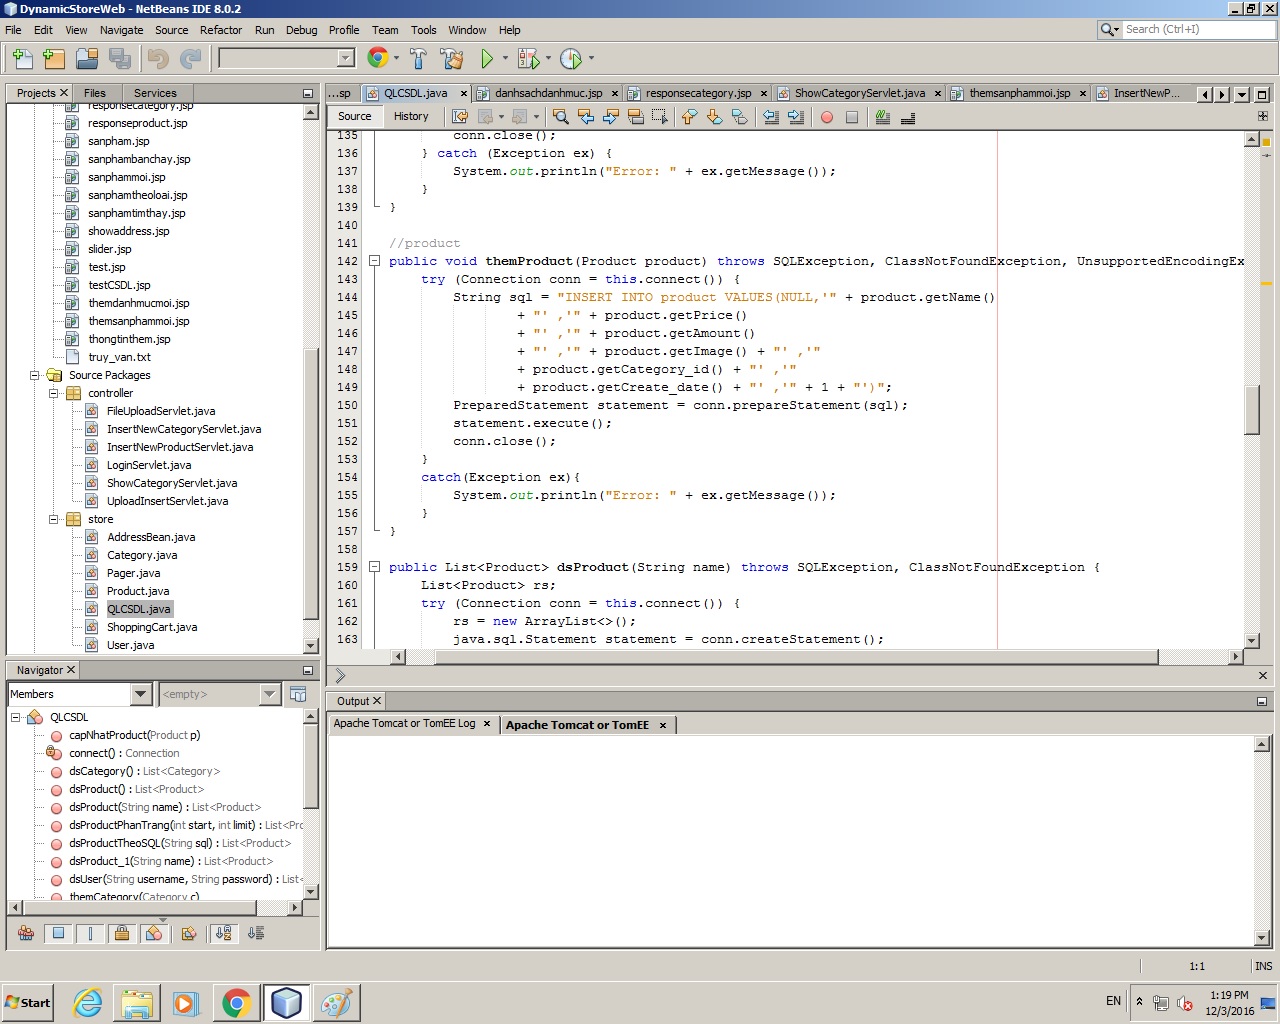 DynamicStoreWeb - NetBeans IDE 8.0.2
File Edit View Navigate Source Refactor Run Debug Profile Team Tools Window Help
Search (Ctrl+I)
Projects Files Services
responsecategory.jsp
responseproduct.jsp
sanpham.jsp
sanphambanchay.jsp
sanphammoi.jsp
sanphamtheoloai.jsp
sanphamtimthay.jsp
showaddress.jsp
slider.jsp
test.jsp
testCSDL.jsp
themdanhmucmoi.jsp
themsanphammoi.jsp
thongtinthem.jsp
truy_van.txt
Source Packages
controller
FileUploadServlet.java
InsertNewCategoryServlet.java
InsertNewProductServlet.java
LoginServlet.java
ShowCategoryServlet.java
UploadInsertServlet.java
store
AddressBean.java
Category.java
Pager.java
Product.java
QLCSDL.java
ShoppingCart.java
User.java
Navigator
Members <empty>
QLCSDL
capNhatProduct(Product p)
connect() : Connection
dsCategory() : List<Category>
dsProduct() : List<Product>
dsProduct(String name) : List<Product>
dsProductPhanTrang(int start, int limit) : List<Prc
dsProductTheoSQL(String sql) : List<Product>
dsProduct_1(String name) : List<Product>
dsUser(String username, String password) : List<
themCategory(Category c)
...sp QLCSDL.java danhsachdanhmuc.jsp responsecategory.jsp ShowCategoryServlet.java themsanphammoi.jsp InsertNewP...
Source History
135 conn.close();
136 } catch (Exception ex) {
137 System.out.println("Error: " + ex.getMessage());
138 }
139 }
140
141 //product
142 public void themProduct(Product product) throws SQLException, ClassNotFoundException, UnsupportedEncodingEx
143 try (Connection conn = this.connect()) {
144 String sql = "INSERT INTO product VALUES(NULL,'" + product.getName()
145 + "' ,'" + product.getPrice()
146 + "' ,'" + product.getAmount()
147 + "' ,'" + product.getImage() + "' ,'"
148 + product.getCategory_id() + "' ,'"
149 + product.getCreate_date() + "' ,'" + 1 + "')";
150 PreparedStatement statement = conn.prepareStatement(sql);
151 statement.execute();
152 conn.close();
153 }
154 catch(Exception ex){
155 System.out.println("Error: " + ex.getMessage());
156 }
157 }
158
159 public List<Product> dsProduct(String name) throws SQLException, ClassNotFoundException {
160 List<Product> rs;
161 try (Connection conn = this.connect()) {
162 rs = new ArrayList<>();
163 java.sql.Statement statement = conn.createStatement();
Output
Apache Tomcat or TomEE Log Apache Tomcat or TomEE
1:1 INS
Start EN 1:19 PM
12/3/2016